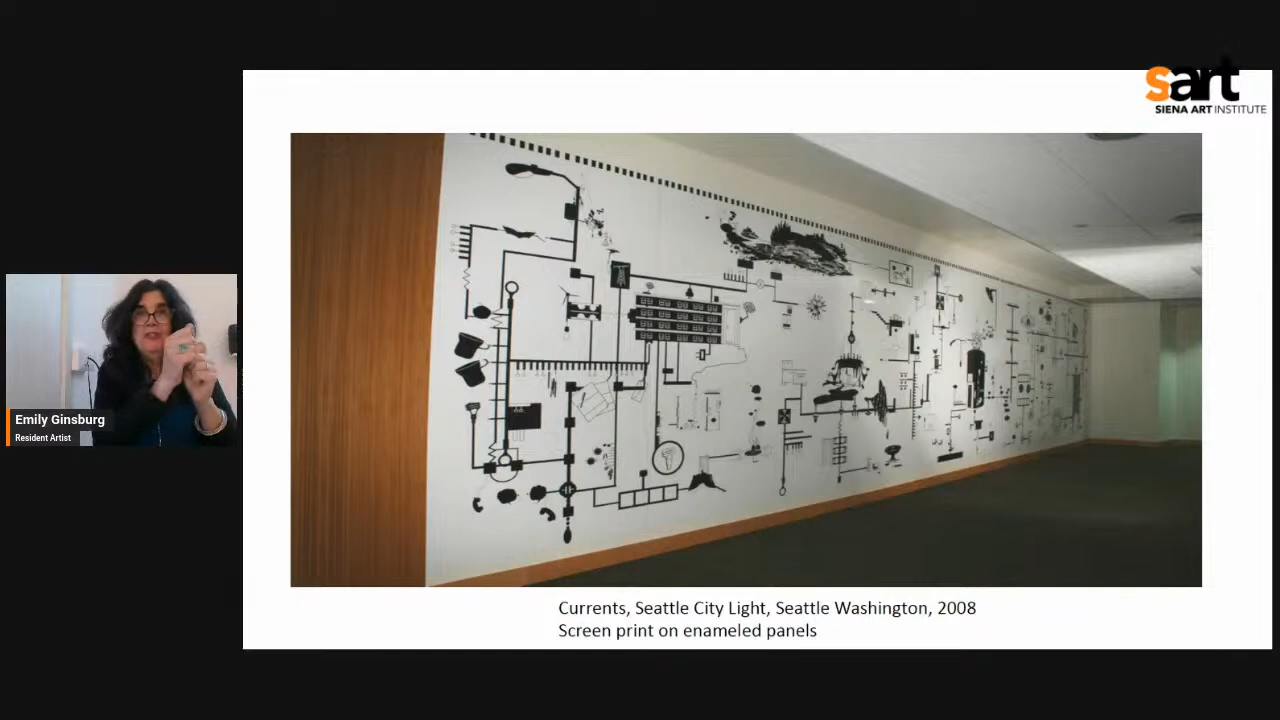 sart
SIENA ART INSTITUTE
Emily Ginsburg
Resident Artist
Currents, Seattle City Light, Seattle Washington, 2008
Screen print on enameled panels